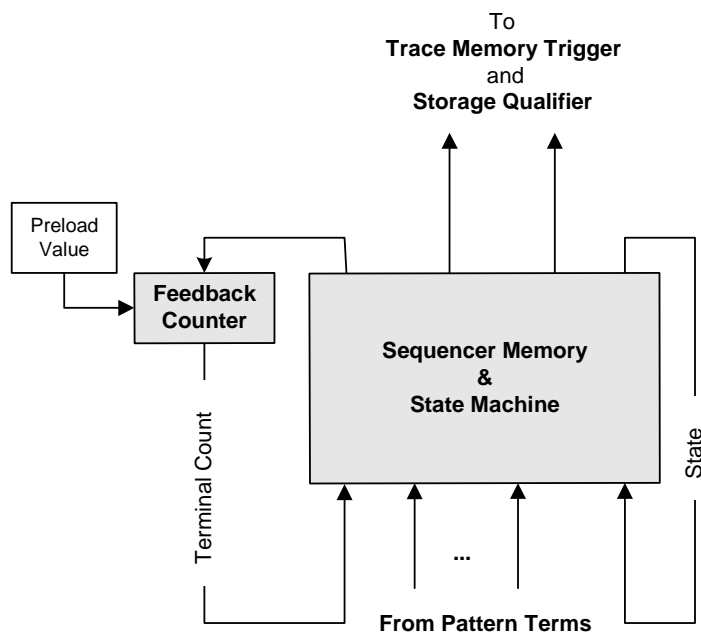 To
Trace Memory Trigger
and
Storage Qualifier
Preload
Value
Feedback
Counter
Sequencer Memory
&
State Machine
Terminal Count
State
...
From Pattern Terms